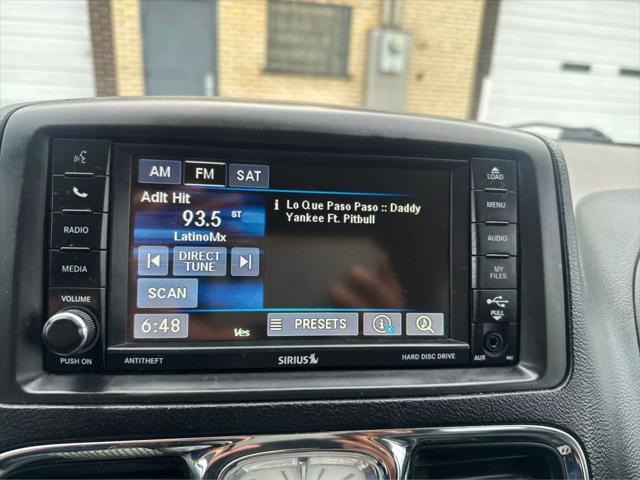 AM FM SAT
LOAD
MENU
AUDIO
MY
FILES
PULL
AUX
RADIO
MEDIA
VOLUME
PUSH ON
Adlt Hit
93.5 ST
LatinoMx
DIRECT
TUNE
SCAN
6:48
Ves
i Lo Que Paso Paso :: Daddy
Yankee Ft. Pitbull
PRESETS
ANTITHEFT
SIRIUS
HARD DISC DRIVE